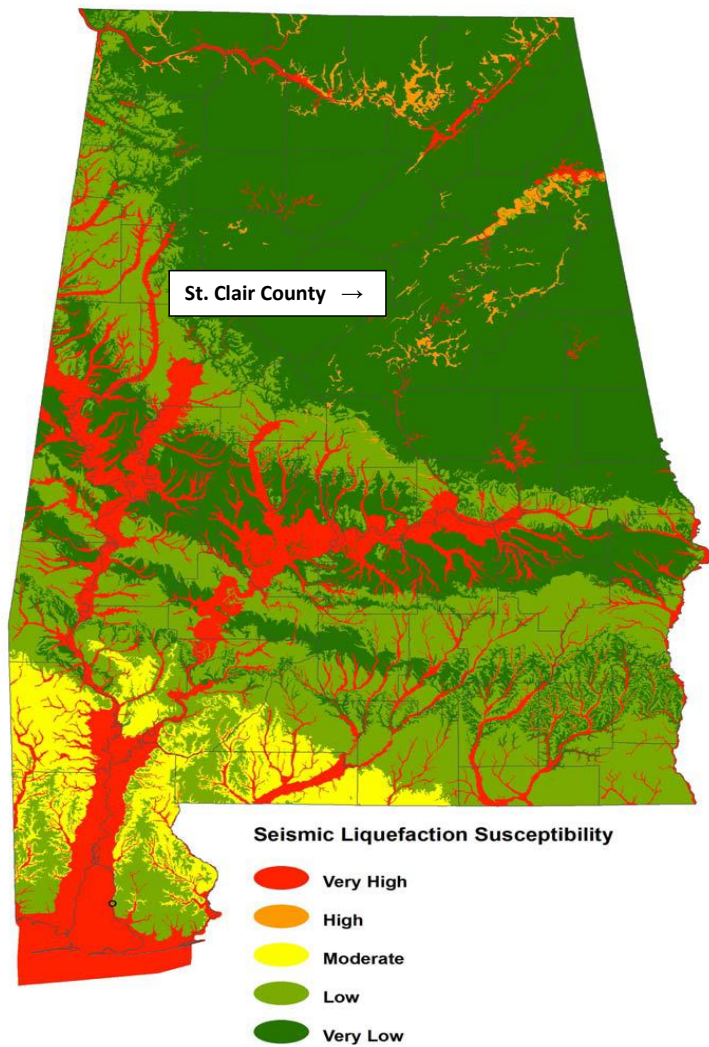 St. Clair County →
Seismic Liquefaction Susceptibility
Very High
High
Moderate
Low
Very Low